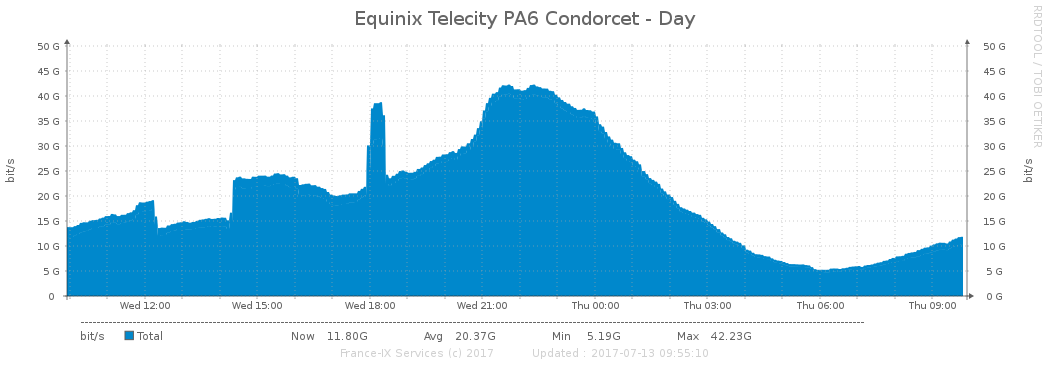 Equinix Telecity PA6 Condorcet - Day
RRDTOOL / TOBI OETIKER
50 G 50 G
45 G 45 G
40 G 40 G
35 G 35 G
30 G 30 G
25 G 25 G
20 G 20 G
15 G 15 G
10 G 10 G
5 G 5 G
0 0 G
bit/s
bit/s
Wed 12:00 Wed 15:00 Wed 18:00 Wed 21:00 Thu 00:00 Thu 03:00 Thu 06:00 Thu 09:00
bit/s Total Now 11.80G Avg 20.37G Min 5.19G Max 42.23G
France-IX Services (c) 2017 Updated : 2017-07-13 09:55:10